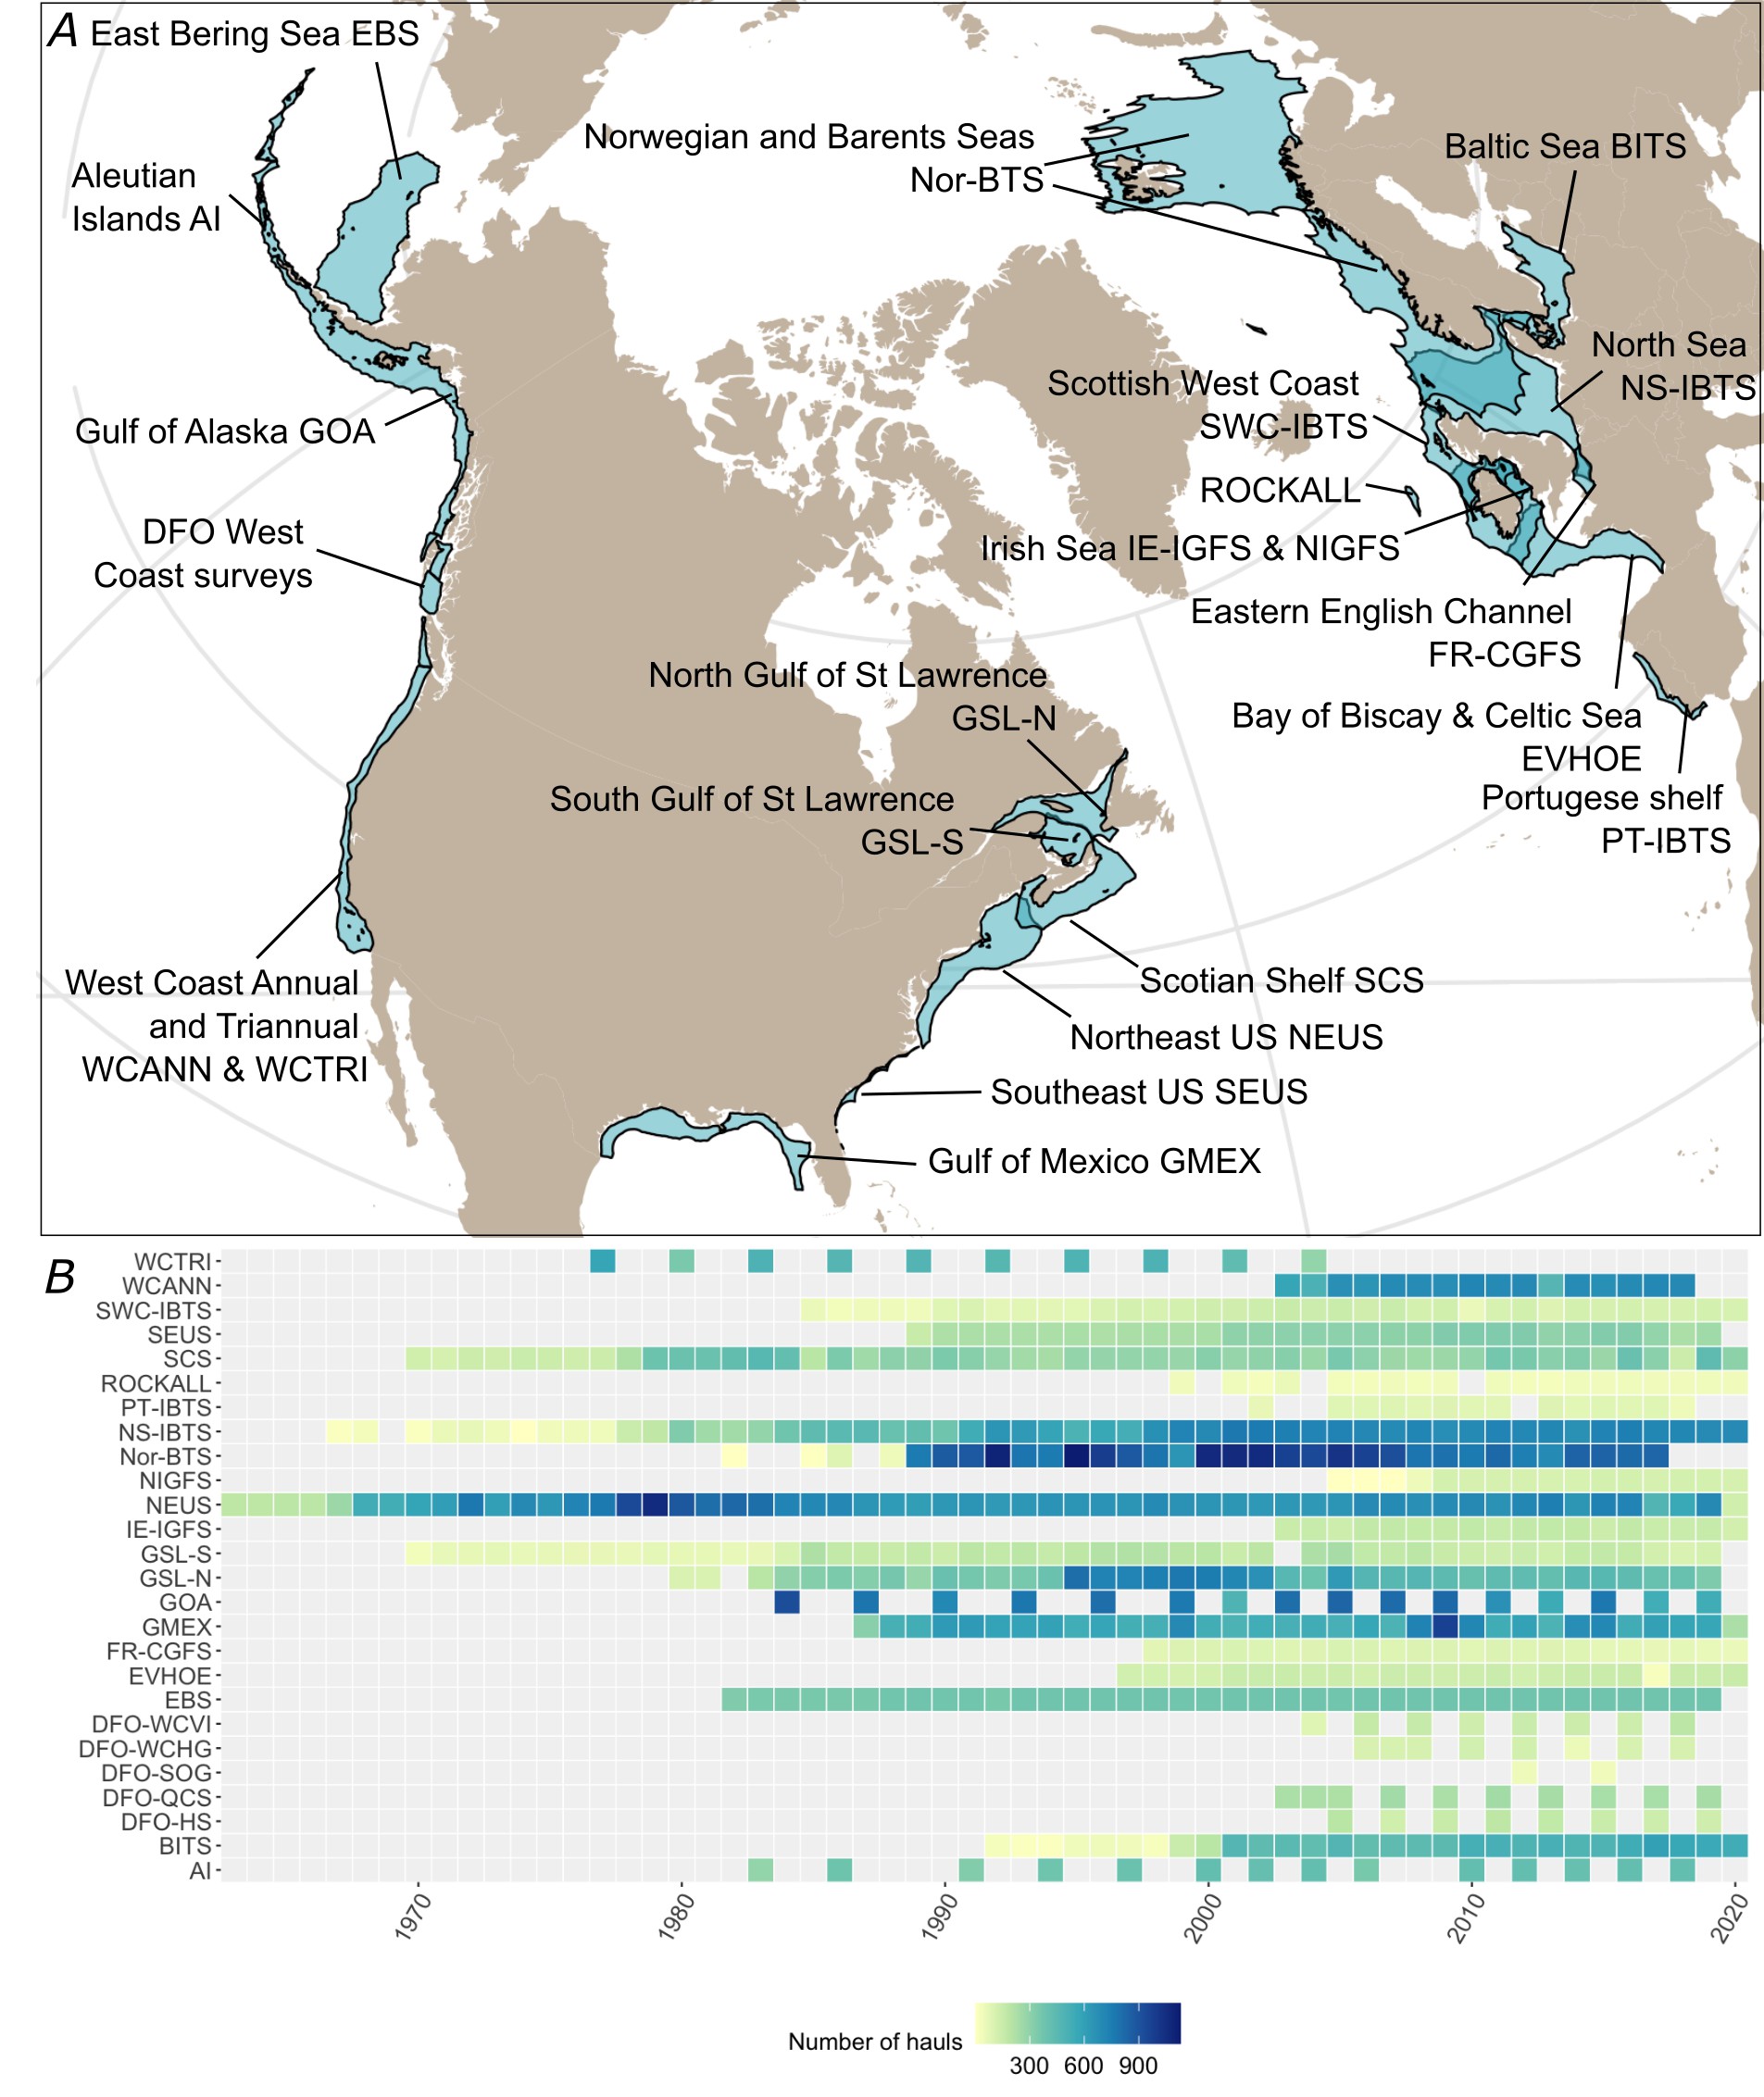 A East Bering Sea EBS
Aleutian
Islands AI
Norwegian and Barents Seas
Nor-BTS
Baltic Sea BITS
North Sea
NS-IBTS
Scottish West Coast
SWC-IBTS
Gulf of Alaska GOA
ROCKALL
Irish Sea IE-IGFS & NIGFS
DFO West
Coast surveys
Eastern English Channel
FR-CGFS
North Gulf of St Lawrence
GSL-N
Bay of Biscay & Celtic Sea
EVHOE
South Gulf of St Lawrence
GSL-S
Portugese shelf
PT-IBTS
West Coast Annual
and Triannual
WCANN & WCTRI
Scotian Shelf SCS
Northeast US NEUS
Southeast US SEUS
Gulf of Mexico GMEX
B
WCTRI
WCANN
SWC-IBTS
SEUS
SCS
ROCKALL
PT-IBTS
NS-IBTS
Nor-BTS
NIGFS
NEUS
IE-IGFS
GSL-S
GSL-N
GOA
GMEX
FR-CGFS
EVHOE
EBS
DFO-WCVI
DFO-WCHG
DFO-SOG
DFO-QCS
DFO-HS
BITS
AI
1970 1980 1990 2000 2010 2020
Number of hauls
300 600 900